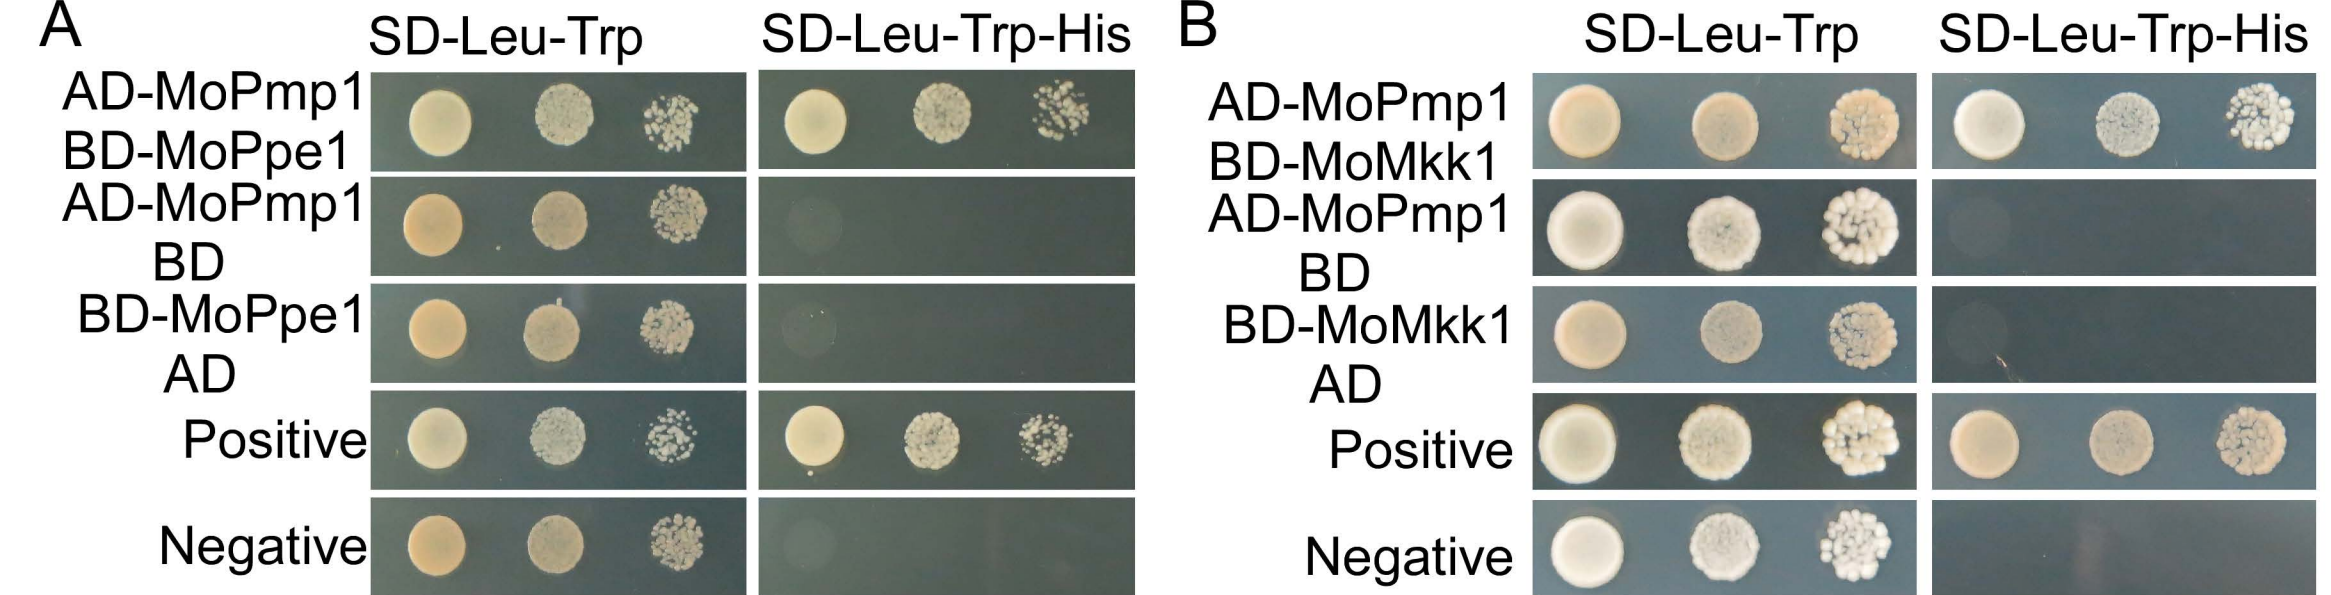 A
SD-Leu-Trp
SD-Leu-Trp-His
AD-MoPmp1
BD-MoPpe1
AD-MoPmp1
BD
BD-MoPpe1
AD
Positive
Negative
B
SD-Leu-Trp
SD-Leu-Trp-His
AD-MoPmp1
BD-MoMkk1
AD-MoPmp1
BD
BD-MoMkk1
AD
Positive
Negative